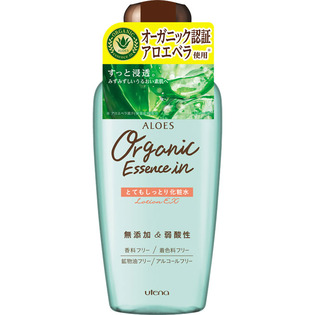 オーガニック認証
アロエベラ
使用*
ORGANIC
すっと浸透
みずみずしいうるおい素肌へ
ALOES
Organic
Essence in
とてもしっとり化粧水
Lotion EX
無添加 & 弱酸性
香料フリー/着色料フリー
鉱物油フリー/アルコールフリー
utena